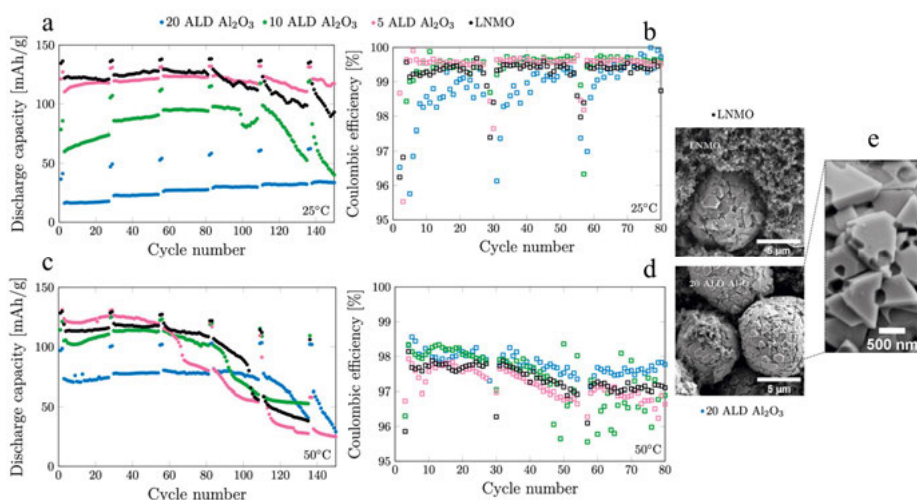 20 ALD Al₂O₃ 10 ALD Al₂O₃ 5 ALD Al₂O₃ LNMO
a
Discharge capacity [mAh/g]
150
100
50
0
0 20 40 60 80 100 120 140
Cycle number
25°C
b
Coulombic efficiency [%]
100
99
98
97
96
95
0 10 20 30 40 50 60 70 80
Cycle number
25°C
c
Discharge capacity [mAh/g]
150
100
50
0
0 20 40 60 80 100 120 140
Cycle number
50°C
d
Coulombic efficiency [%]
100
99
98
97
96
95
0 10 20 30 40 50 60 70 80
Cycle number
50°C
LNMO
LNMO
5 μm
20 ALD Al₂O₃
5 μm
20 ALD Al₂O₃
e
500 nm